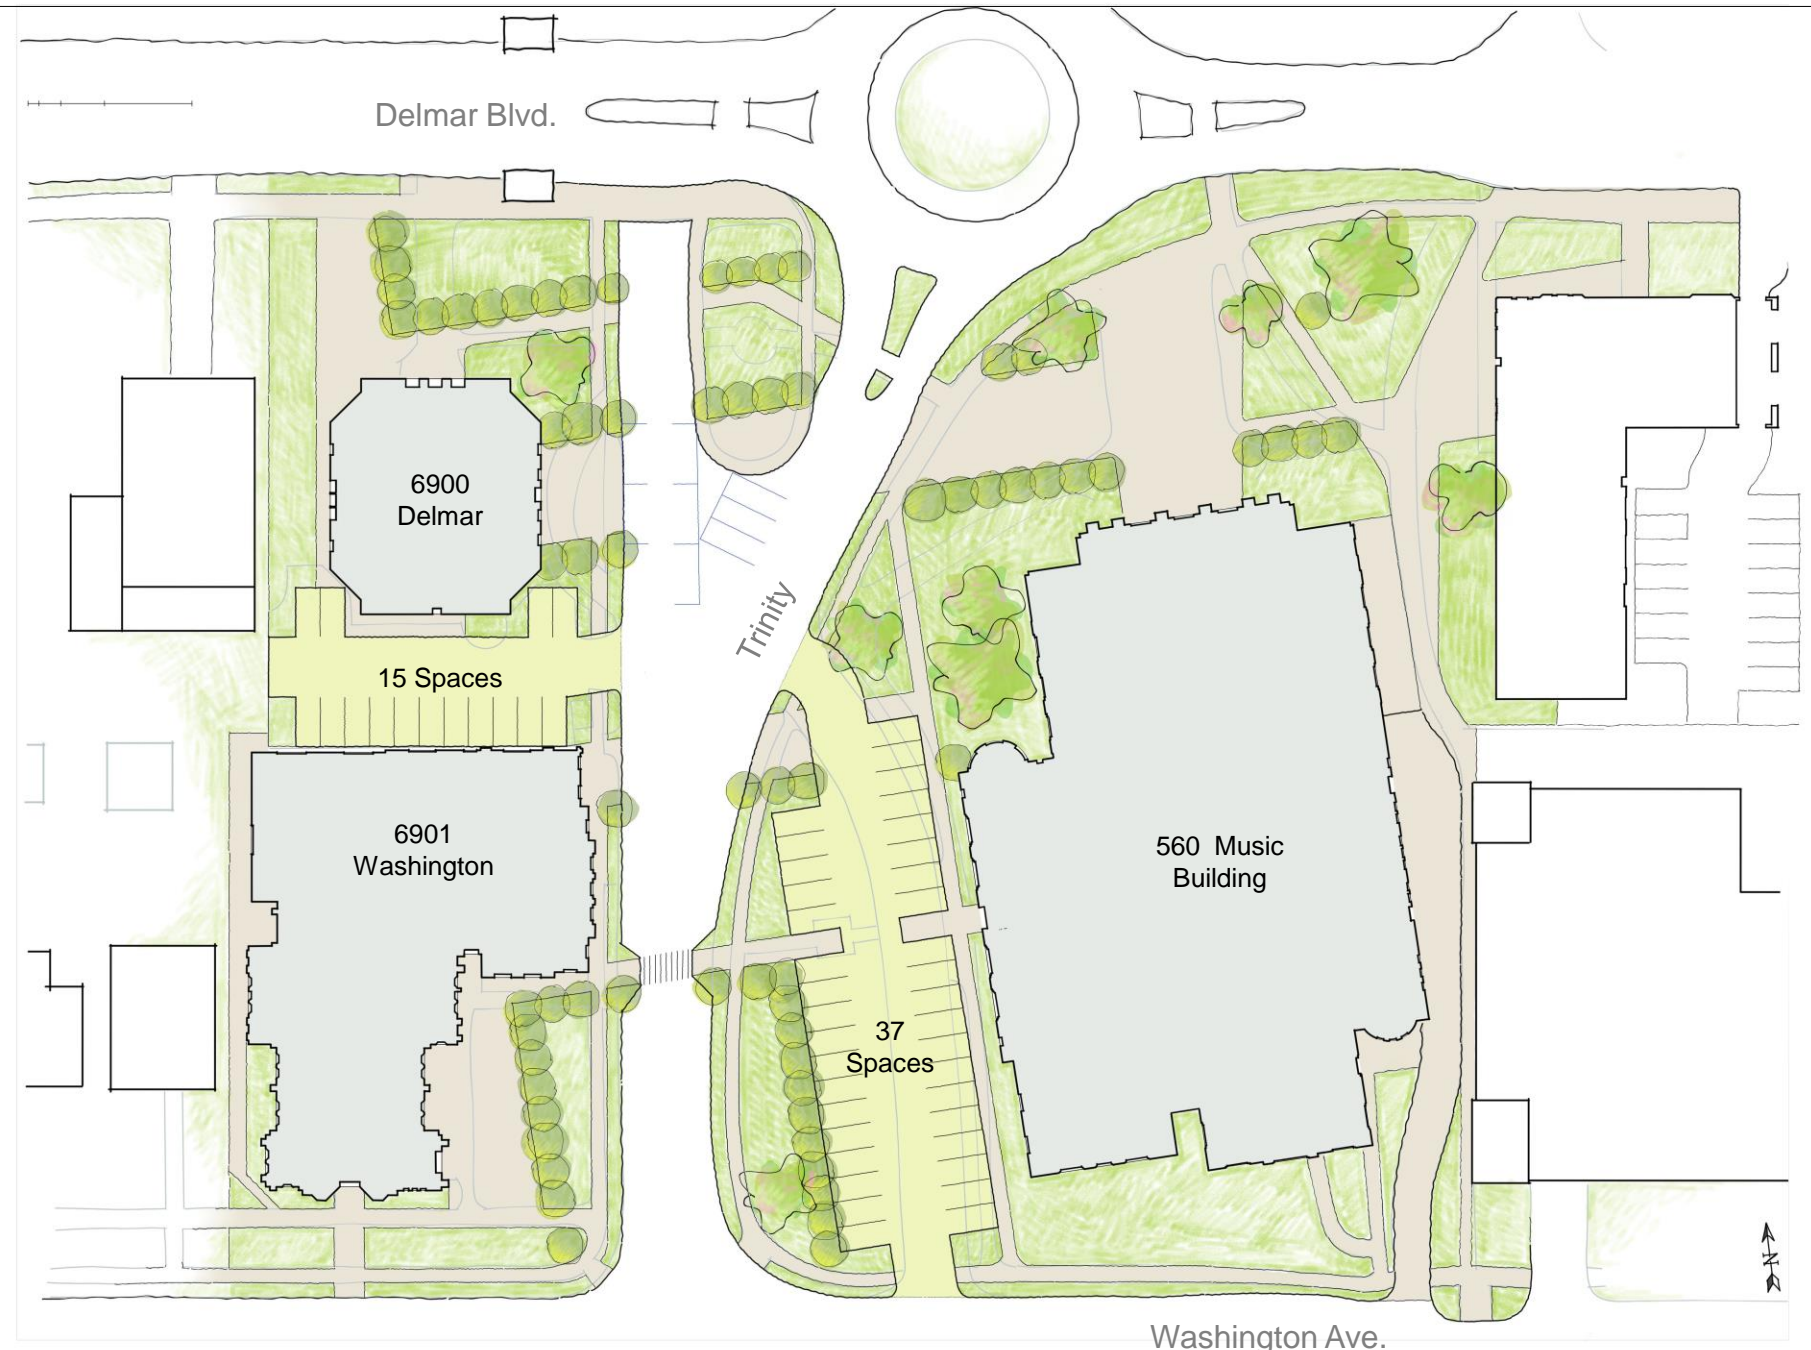 Delmar Blvd.
6900
Delmar
15 Spaces
Trinity
6901
Washington
560 Music
Building
37
Spaces
N
Washington Ave.